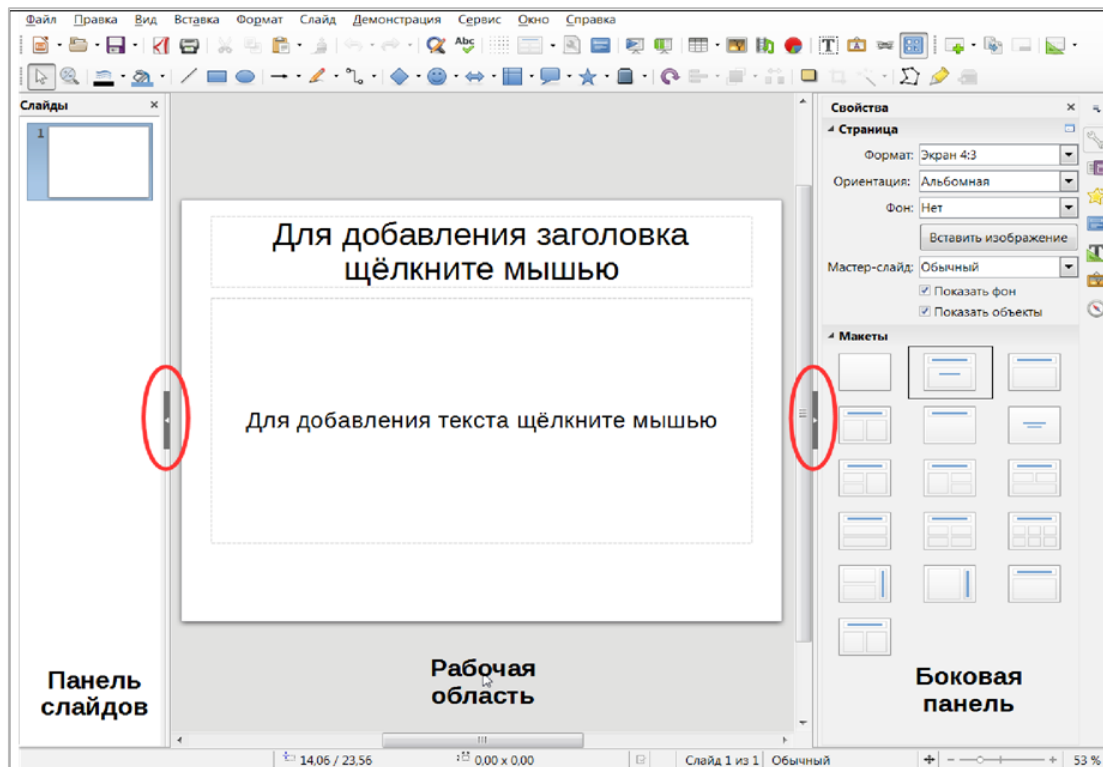 Файл Правка Вид Вставка Формат Слайд Демонстрация Сервис Окно Справка
Abc
T
Слайды ×
1
Для добавления заголовка
щёлкните мышью
Для добавления текста щёлкните мышью
Свойства ×
Страница
Формат: Экран 4:3
Ориентация: Альбомная
Фон: Нет
Вставить изображение
Мастер-слайд: Обычный
Показать фон
Показать объекты
Макеты
Панель
слайдов
Рабочая
область
Боковая
панель
14,06 / 23,56 0,00 x 0,00 Слайд 1 из 1 Обычный 53 %